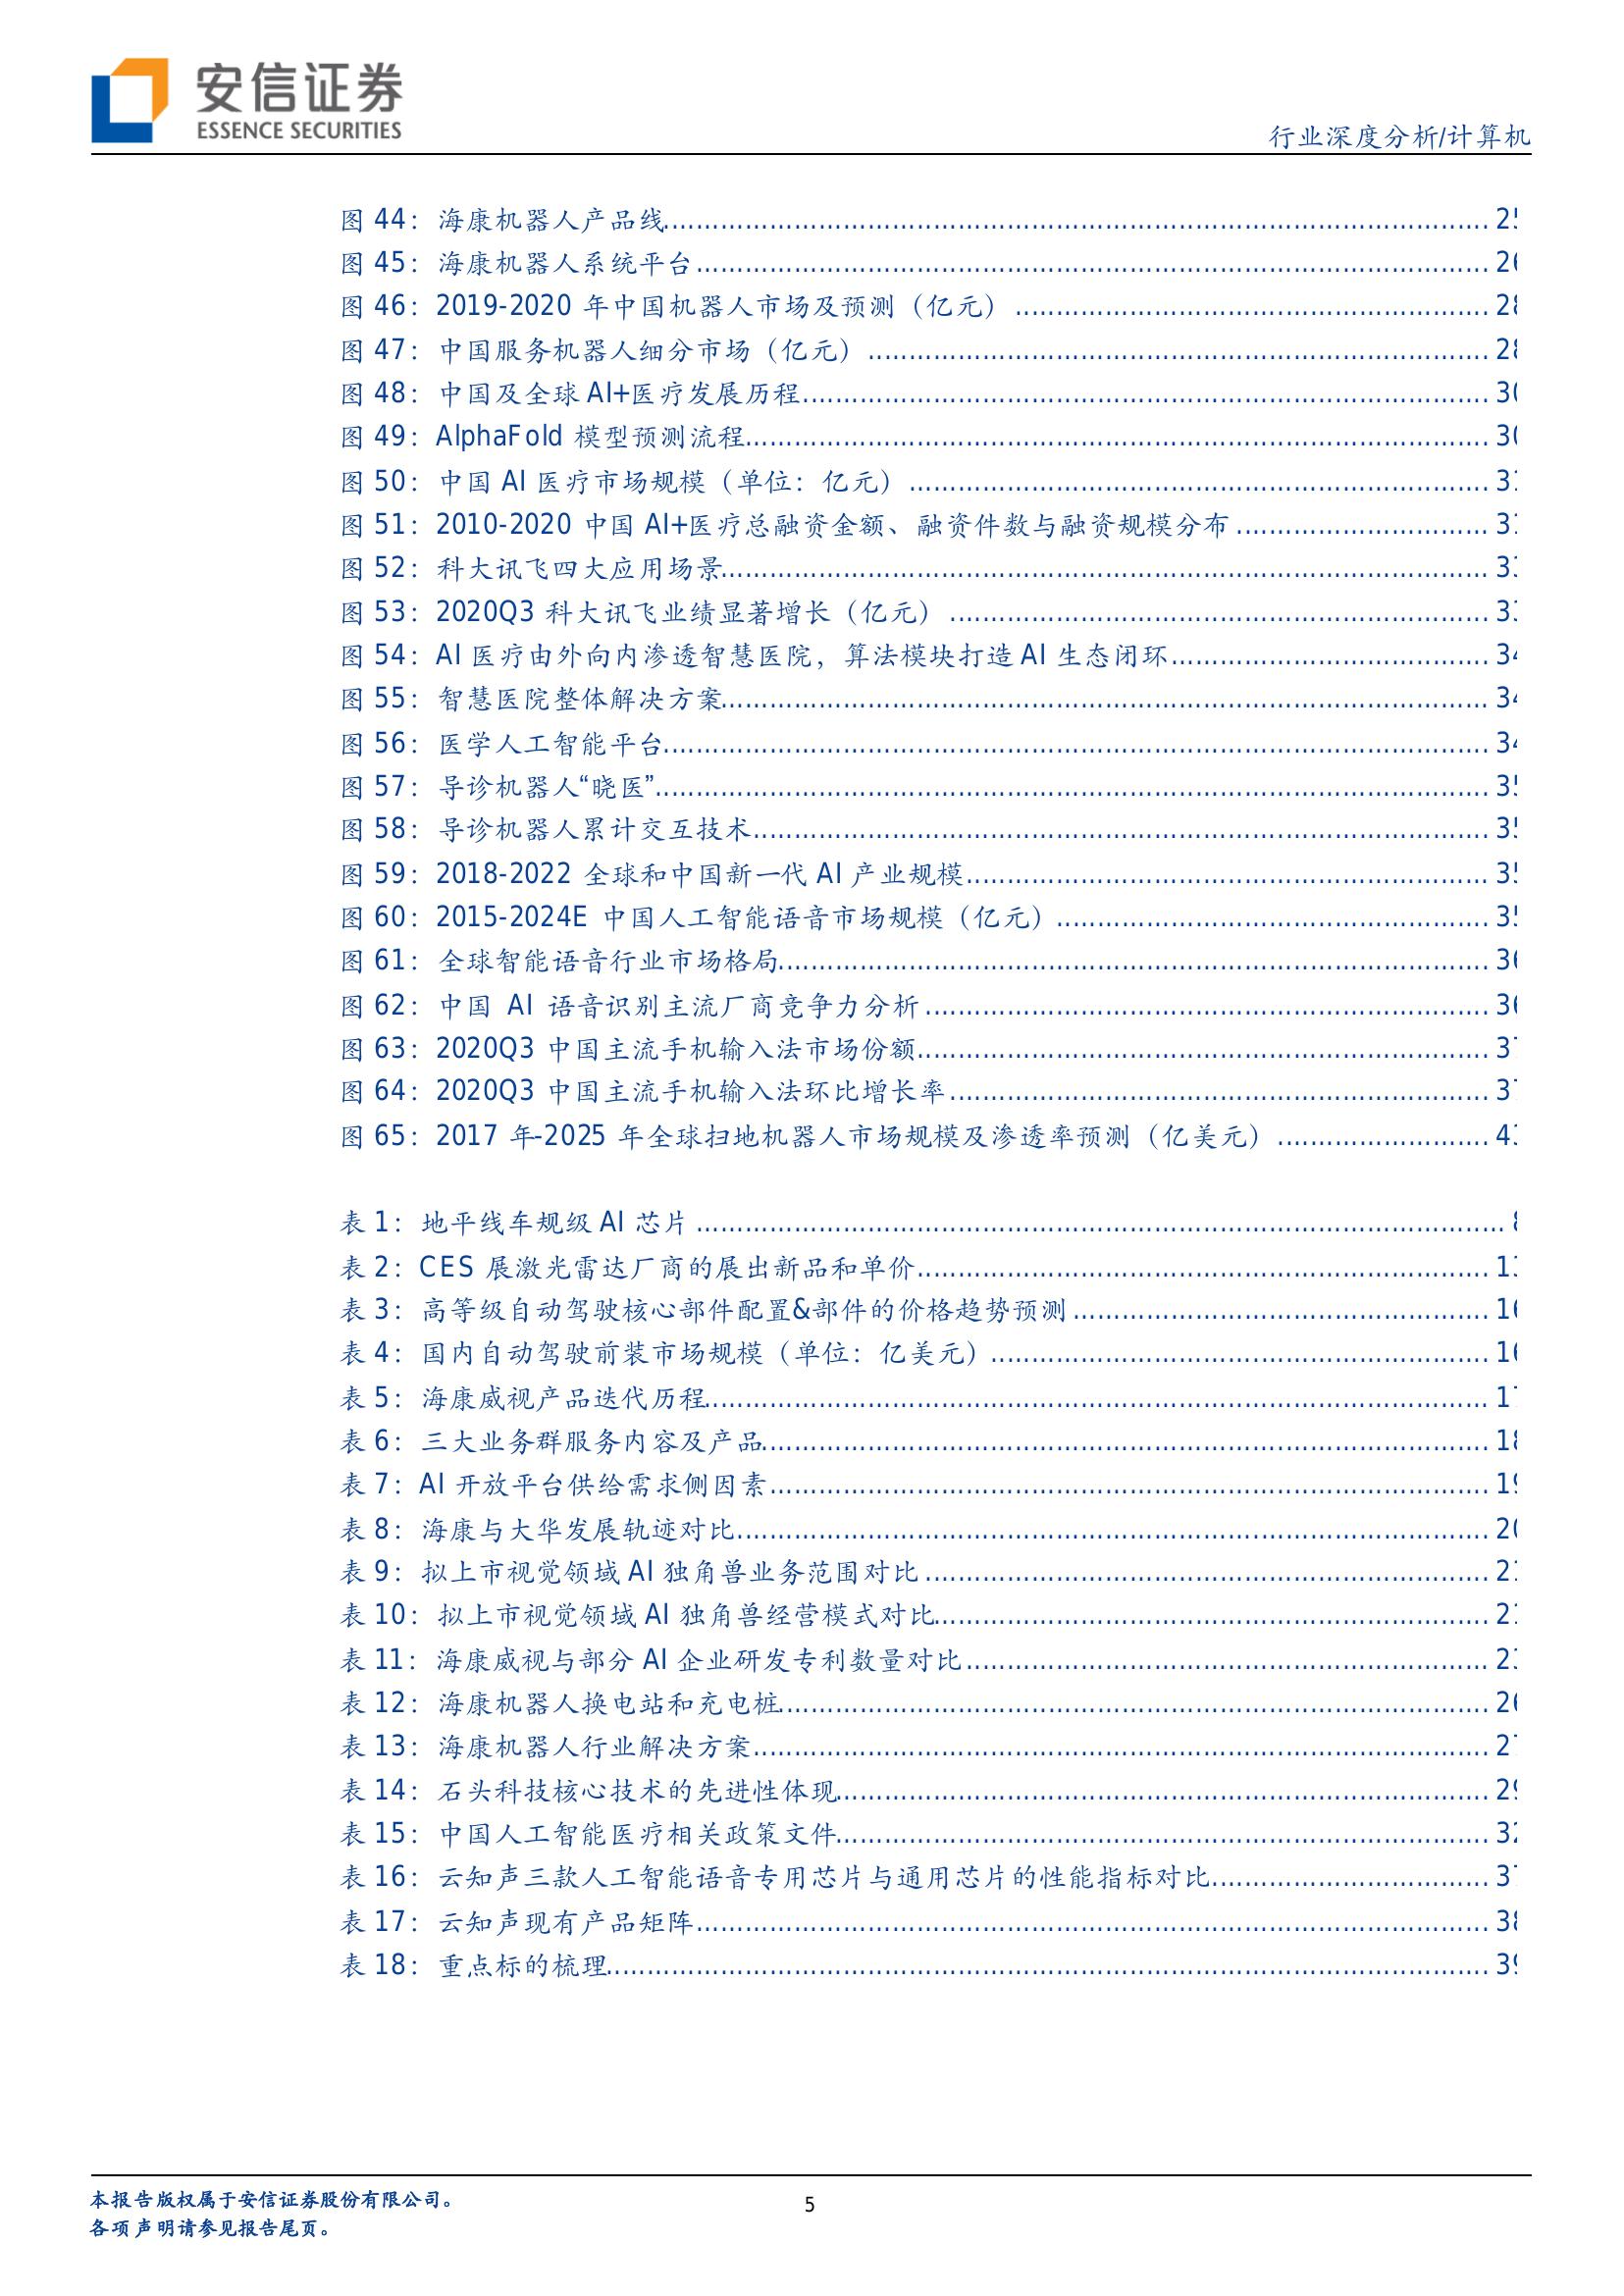 安信证券
ESSENCE SECURITIES
行业深度分析/计算机
图 44：海康机器人产品线........ 25
图 45：海康机器人系统平台........ 26
图 46：2019-2020 年中国机器人市场及预测（亿元）........ 28
图 47：中国服务机器人细分市场（亿元）........ 28
图 48：中国及全球 AI+医疗发展历程........ 30
图 49：AlphaFold 模型预测流程........ 30
图 50：中国 AI 医疗市场规模（单位：亿元）........
图 51：2010-2020 中国 AI+医疗总融资金额、融资件数与融资规模分布........
图 52：科大讯飞四大应用场景........
图 53：2020Q3 科大讯飞业绩显著增长（亿元）........
图 54：AI 医疗由外向内渗透智慧医院，算法模块打造 AI 生态闭环........ 34
图 55：智慧医院整体解决方案........ 34
图 56：医学人工智能平台........ 34
图 57：导诊机器人“晓医”........ 35
图 58：导诊机器人累计交互技术........ 35
图 59：2018-2022 全球和中国新一代 AI 产业规模........ 35
图 60：2015-2024E 中国人工智能语音市场规模（亿元）........ 35
图 61：全球智能语音行业市场格局........ 36
图 62：中国 AI 语音识别主流厂商竞争力分析........ 36
图 63：2020Q3 中国主流手机输入法市场份额........ 37
图 64：2020Q3 中国主流手机输入法环比增长率........ 37
图 65：2017 年-2025 年全球扫地机器人市场规模及渗透率预测（亿美元）........
表 1：地平线车规级 AI 芯片........ 8
表 2：CES 展激光雷达厂商的展出新品和单价........
表 3：高等级自动驾驶核心部件配置&部件的价格趋势预测........ 16
表 4：国内自动驾驶前装市场规模（单位：亿美元）........ 16
表 5：海康威视产品迭代历程........ 17
表 6：三大业务群服务内容及产品........ 18
表 7：AI 开放平台供给需求侧因素........ 19
表 8：海康与大华发展轨迹对比........ 20
表 9：拟上市视觉领域 AI 独角兽业务范围对比........
表 10：拟上市视觉领域 AI 独角兽经营模式对比........
表 11：海康威视与部分 AI 企业研发专利数量对比........
表 12：海康机器人换电站和充电桩........ 26
表 13：海康机器人行业解决方案........ 27
表 14：石头科技核心技术的先进性体现........ 29
表 15：中国人工智能医疗相关政策文件........ 32
表 16：云知声三款人工智能语音专用芯片与通用芯片的性能指标对比........ 37
表 17：云知声现有产品矩阵........ 38
表 18：重点标的梳理........ 39
本报告版权属于安信证券股份有限公司。
各项声明请参见报告尾页。
5